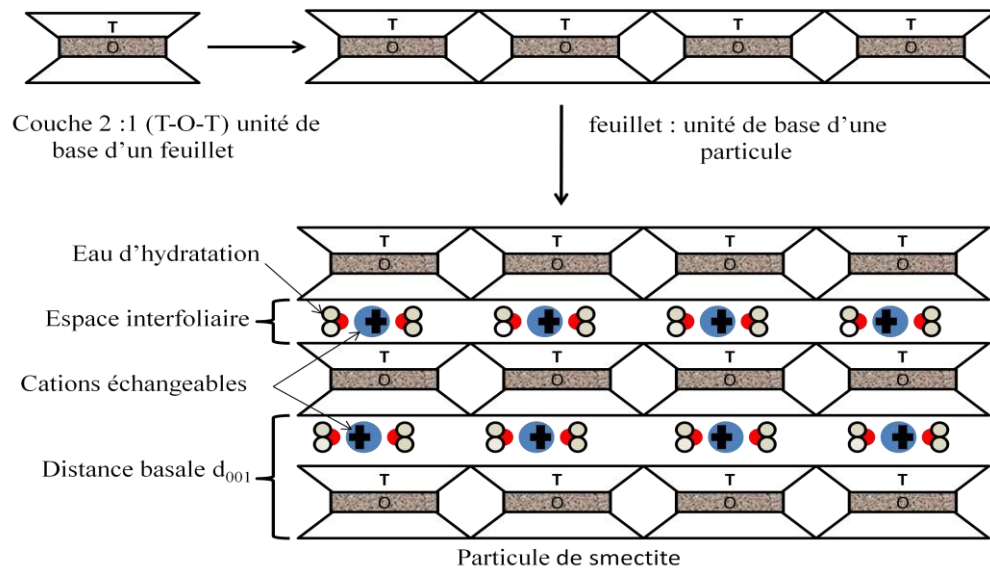 T
O
T T T T
O O O O
Couche 2 :1 (T-O-T) unité de
base d'un feuillet
feuillet : unité de base d'une
particule
T T T T
O O O O
Eau d'hydratation
Espace interfoliaire
T T T T
O O O O
Cations échangeables
Distance basale d₀₀₁
T T T T
O O O O
Particule de smectite